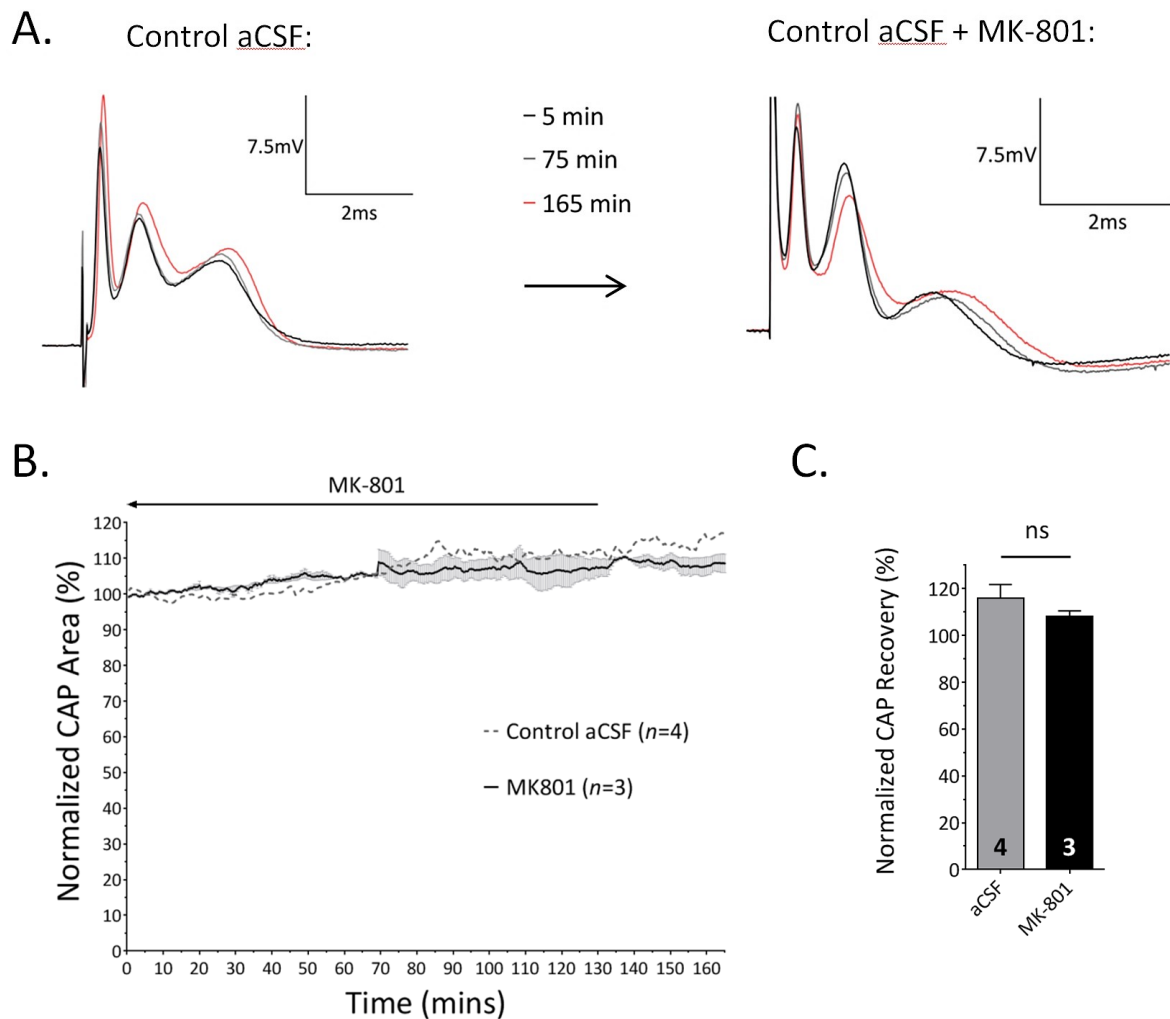 A.
Control aCSF:
Control aCSF + MK-801:
7.5mV
2ms
5 min
75 min
165 min
7.5mV
2ms
B.
MK-801
Normalized CAP Area (%)
120
110
100
90
80
70
60
50
40
30
20
10
0
Control aCSF (n=4)
MK801 (n=3)
0 10 20 30 40 50 60 70 80 90 100 110 120 130 140 150 160
Time (mins)
C.
ns
Normalized CAP Recovery (%)
120
100
80
60
40
20
0
4
3
aCSF
MK-801